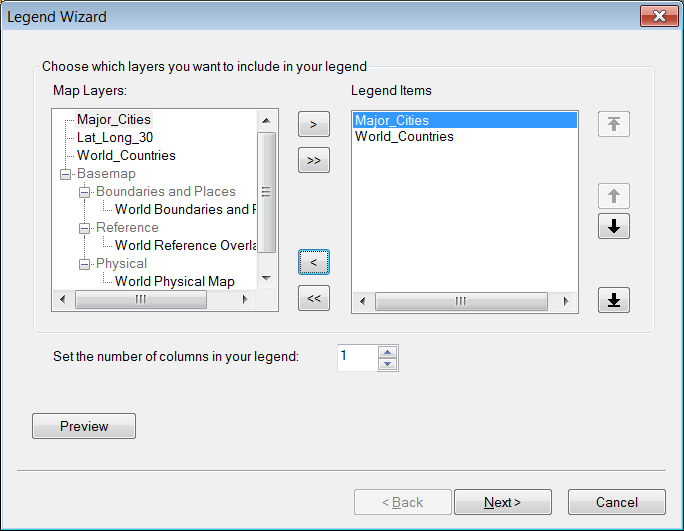 Legend Wizard
Choose which layers you want to include in your legend
Map Layers:
Major_Cities
Lat_Long_30
World_Countries
Basemap
Boundaries and Places
World Boundaries and
Reference
World Reference Overla
Physical
World Physical Map
>
>>
<
<<
Legend Items
Major_Cities
World_Countries
Set the number of columns in your legend:
1
Preview
< Back
Next >
Cancel